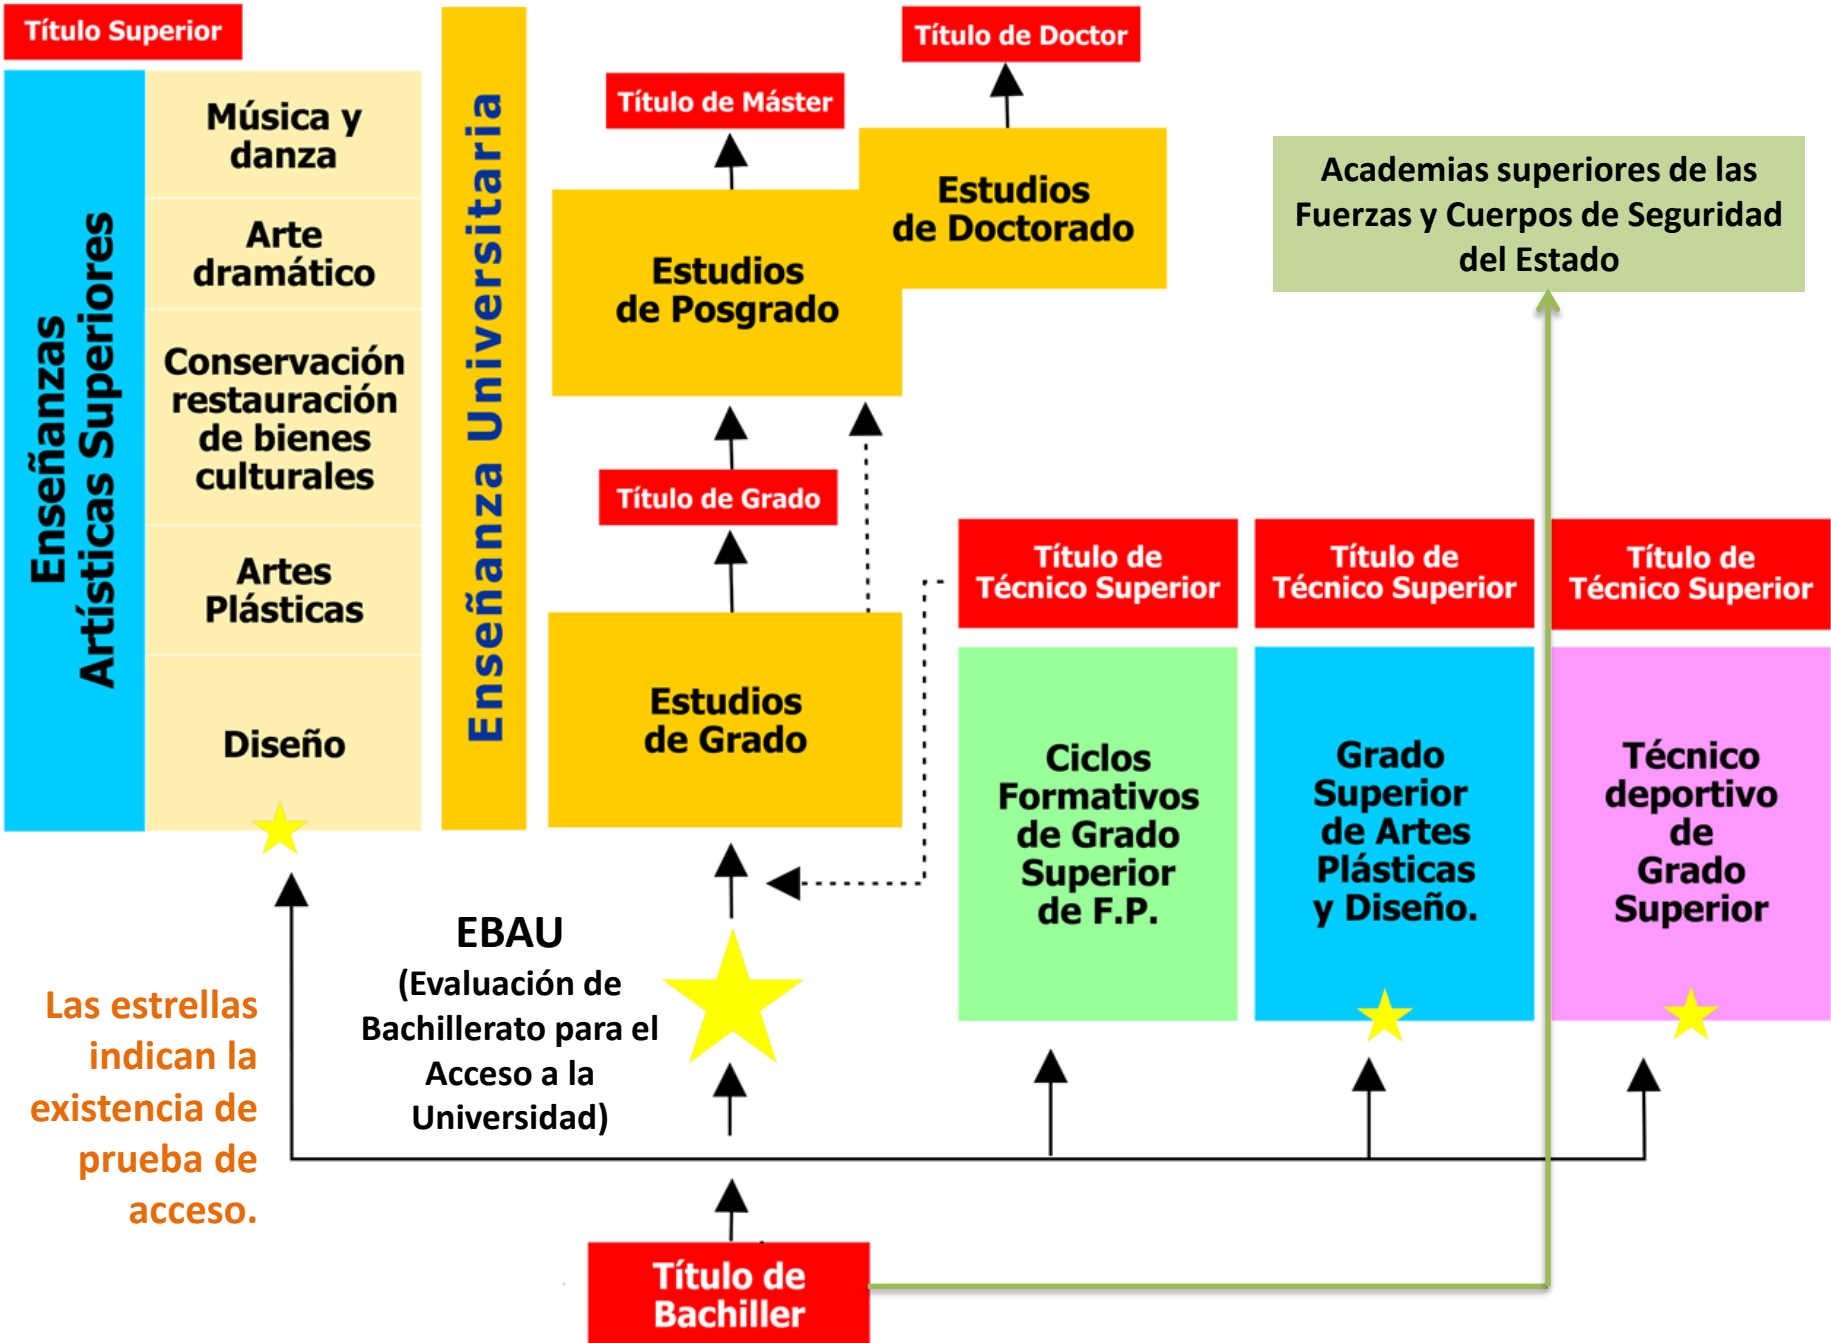 Título Superior
Enseñanzas
Artísticas Superiores
Música y
danza
Arte
dramático
Conservación
restauración
de bienes
culturales
Artes
Plásticas
Diseño
Enseñanza Universitaria
Título de Doctor
Título de Máster
Estudios
de Doctorado
Estudios
de Posgrado
Título de Grado
Estudios
de Grado
Academias superiores de las
Fuerzas y Cuerpos de Seguridad
del Estado
Título de
Técnico Superior
Título de
Técnico Superior
Título de
Técnico Superior
Ciclos
Formativos
de Grado
Superior
de F.P.
Grado
Superior
de Artes
Plásticas
y Diseño.
Técnico
deportivo
de
Grado
Superior
EBAU
(Evaluación de
Bachillerato para el
Acceso a la
Universidad)
Las estrellas
indican la
existencia de
prueba de
acceso.
Título de
Bachiller